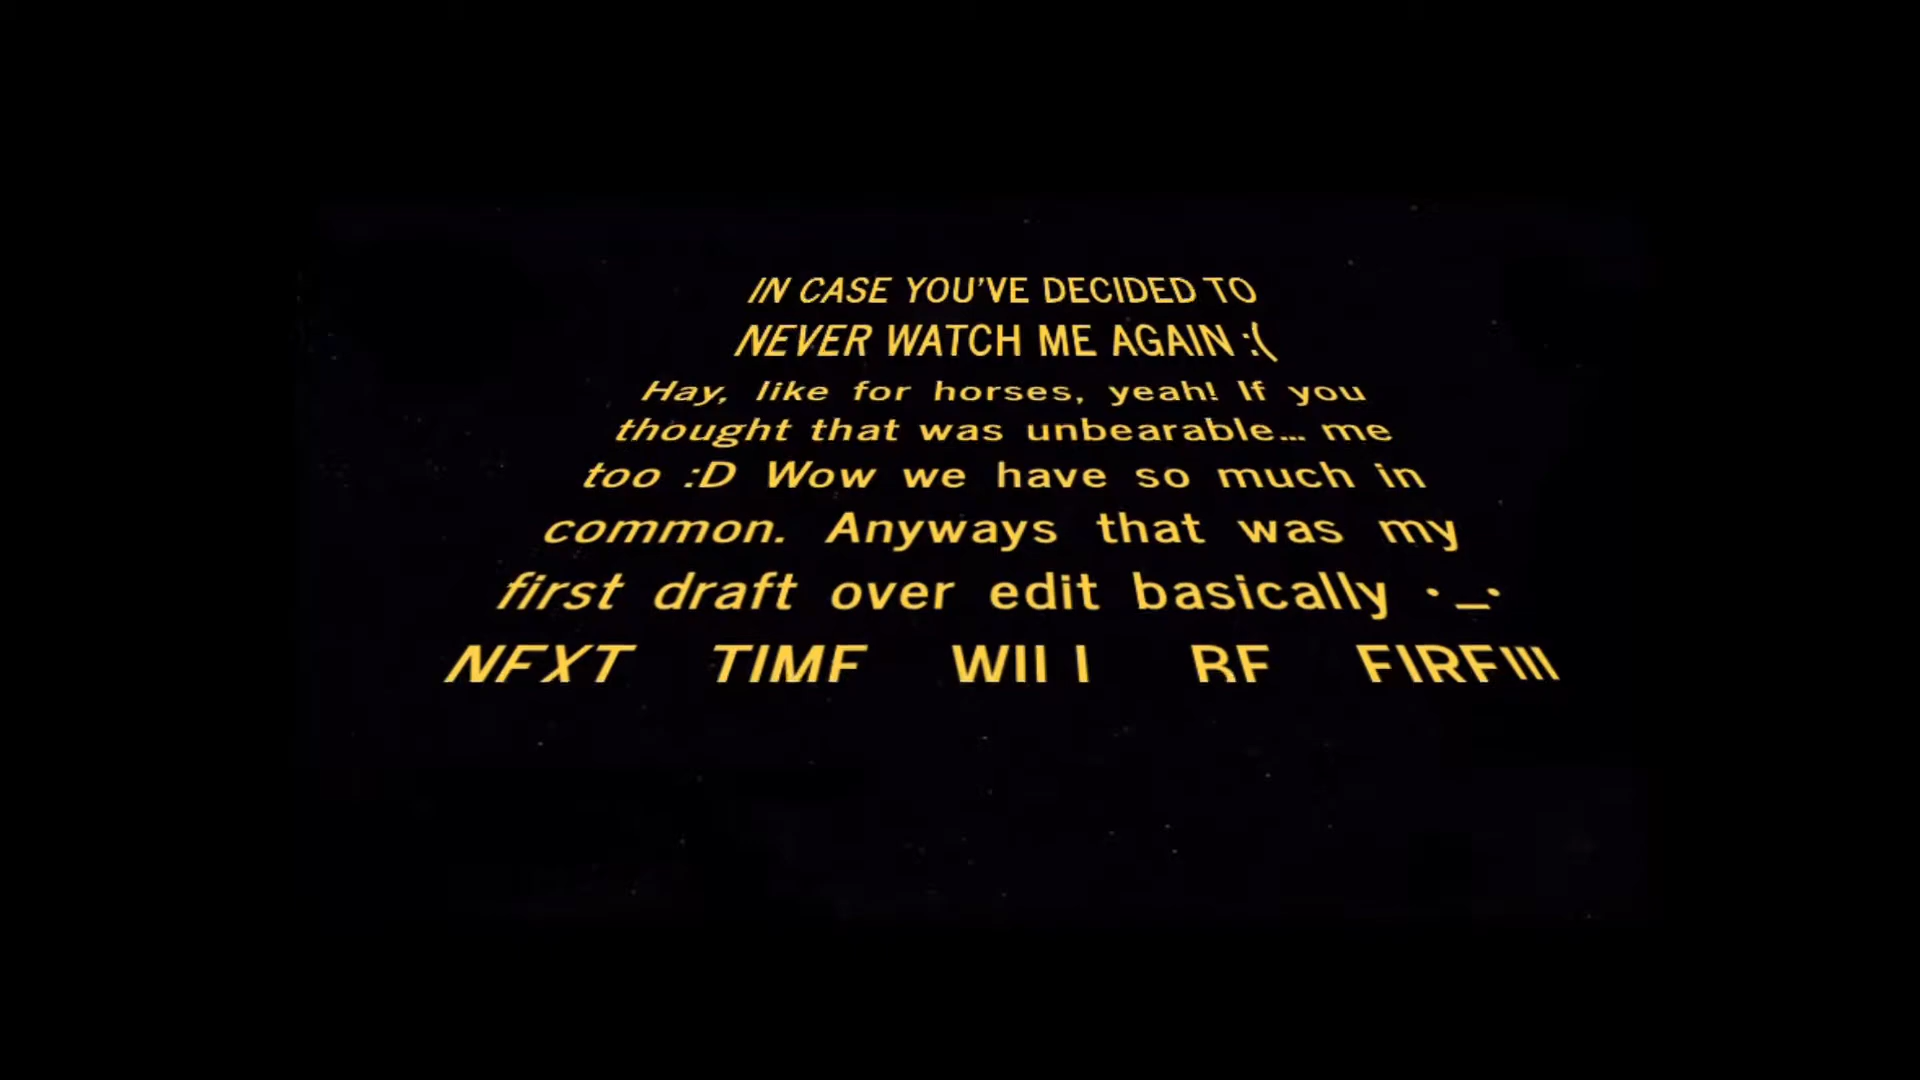 IN CASE YOU'VE DECIDED TO
NEVER WATCH ME AGAIN :(
Hay, like for horses, yeah! If you
thought that was unbearable... me
too :D Wow we have so much in
common. Anyways that was my
first draft over edit basically ·_·
NEXT TIME WILL BE FIRE!!!